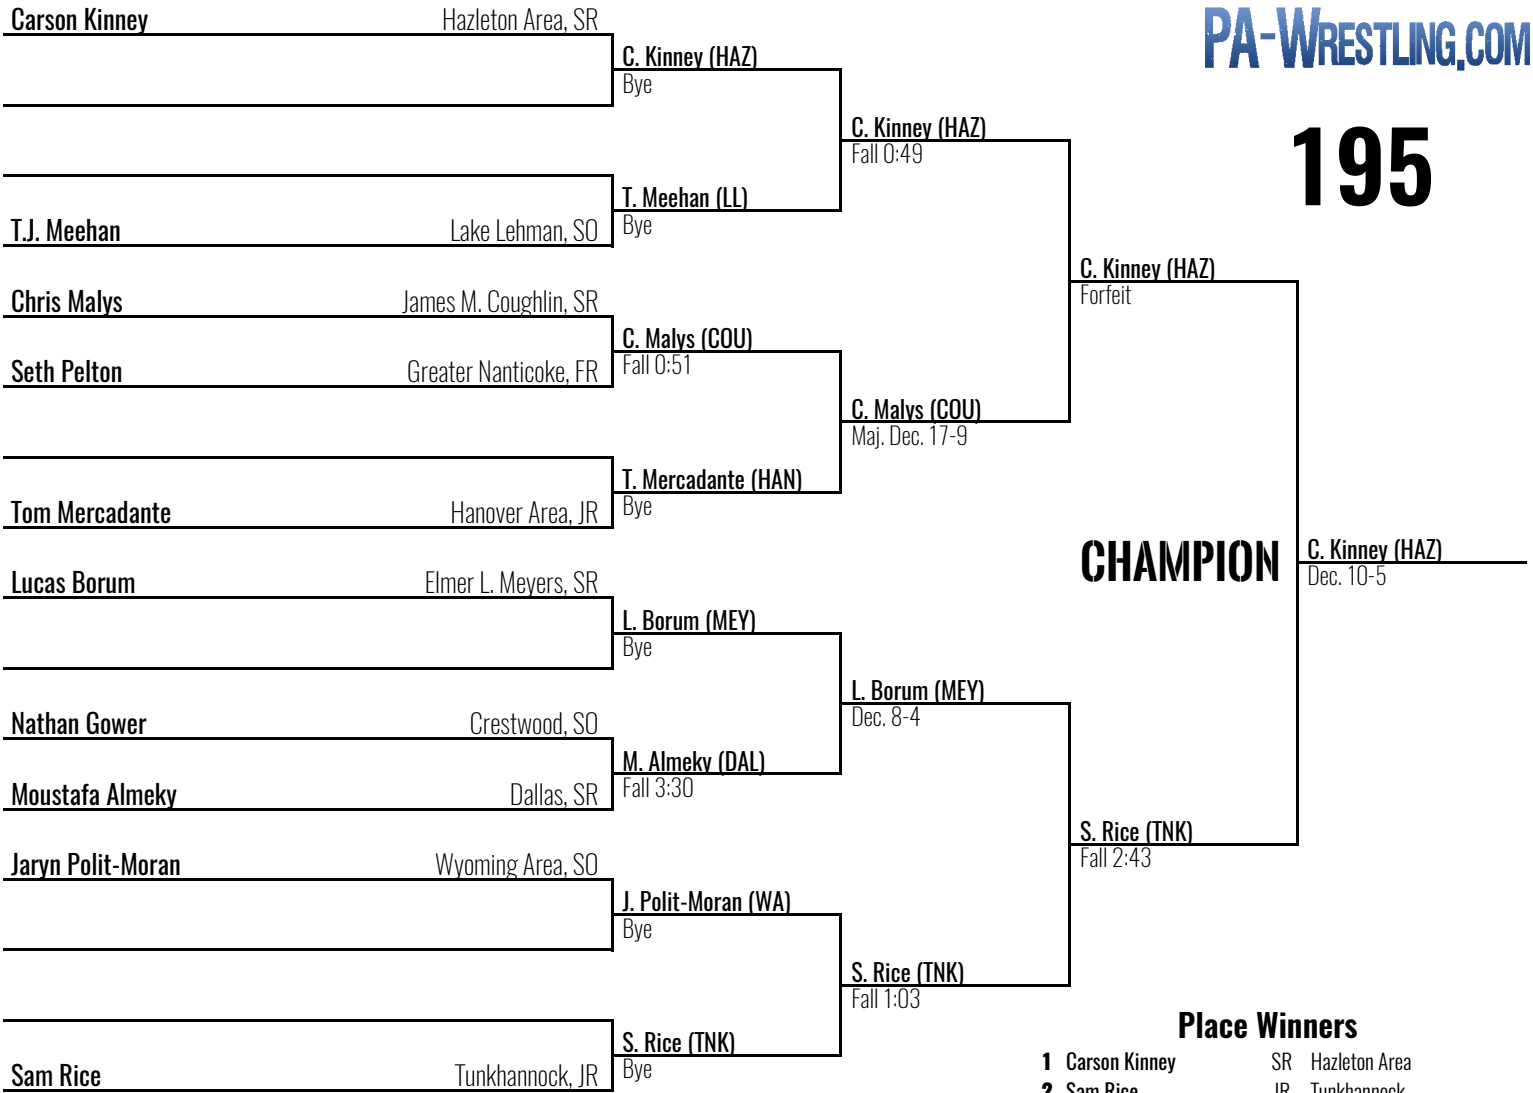 Carson Kinney Hazleton Area, SR
PA-WRESTLING.COM
C. Kinney (HAZ)
Bye
C. Kinney (HAZ)
Fall 0:49
195
T. Meehan (LL)
Bye
T.J. Meehan Lake Lehman, SO
C. Kinney (HAZ)
Forfeit
Chris Malys James M. Coughlin, SR
C. Malys (COU)
Fall 0:51
Seth Pelton Greater Nanticoke, FR
C. Malys (COU)
Maj. Dec. 17-9
T. Mercadante (HAN)
Bye
Tom Mercadante Hanover Area, JR
CHAMPION
C. Kinney (HAZ)
Dec. 10-5
Lucas Borum Elmer L. Meyers, SR
L. Borum (MEY)
Bye
L. Borum (MEY)
Dec. 8-4
Nathan Gower Crestwood, SO
M. Almeky (DAL)
Fall 3:30
Moustafa Almeky Dallas, SR
S. Rice (TNK)
Fall 2:43
Jaryn Polit-Moran Wyoming Area, SO
J. Polit-Moran (WA)
Bye
S. Rice (TNK)
Fall 1:03
Place Winners
S. Rice (TNK)
Bye
1 Carson Kinney SR Hazleton Area
Sam Rice Tunkhannock, JR
2 Sam Rice JR Tunkhannock